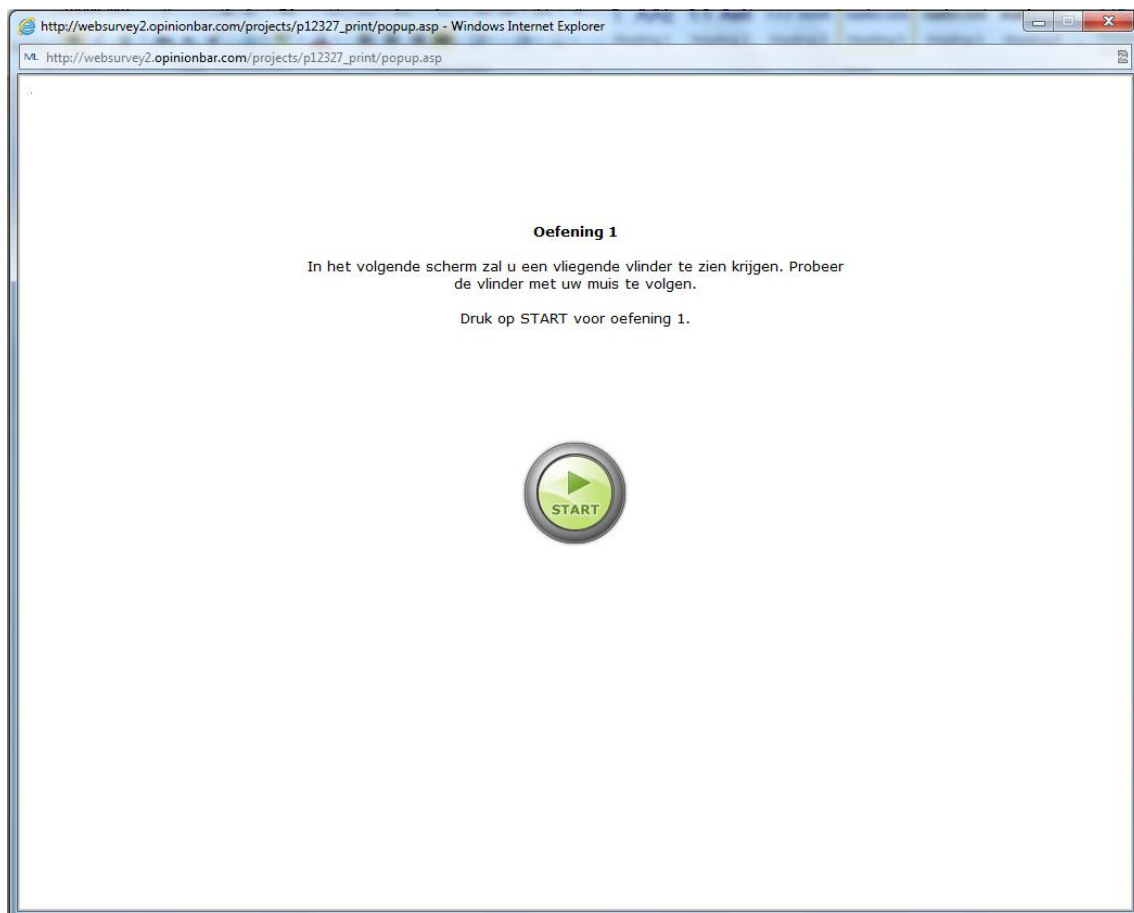 http://websurvey2.opinionbar.com/projects/p12327_print/popup.asp - Windows Internet Explorer
http://websurvey2.opinionbar.com/projects/p12327_print/popup.asp
Oefening 1
In het volgende scherm zal u een vliegende vlinder te zien krijgen. Probeer
de vlinder met uw muis te volgen.
Druk op START voor oefening 1.
START